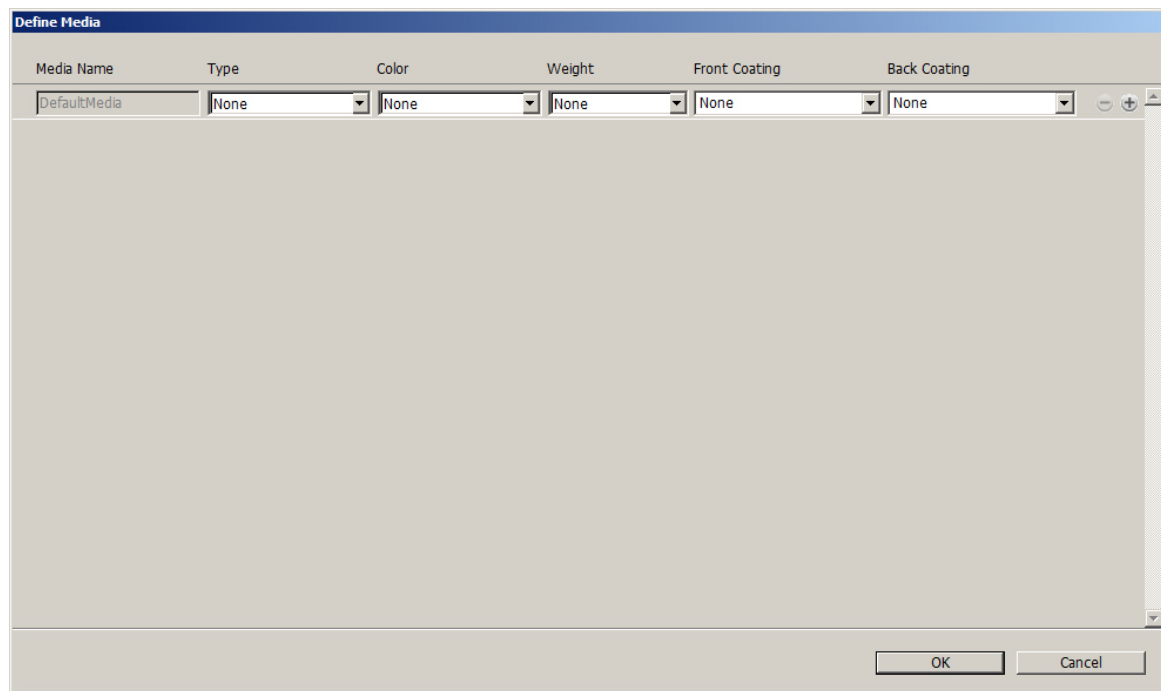 Define Media
Media Name Type Color Weight Front Coating Back Coating
DefaultMedia None None None None None
OK Cancel